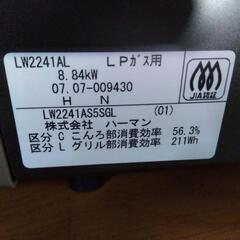 LW2241AL LPガス用
8.84kW
07.07-009430
H N
LW2241AS5SGL (01)
株式会社 ハーマン
区分 C こんろ部消費効率 56.3%
区分 L グリル部消費効率 211Wh
JIA認証